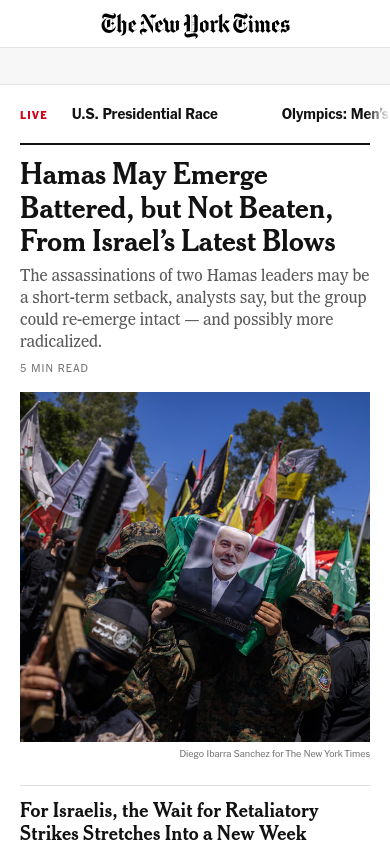 The New York Times
LIVE
U.S. Presidential Race
Olympics: Men's
Hamas May Emerge
Battered, but Not Beaten,
From Israel’s Latest Blows
The assassinations of two Hamas leaders may be
a short-term setback, analysts say, but the group
could re-emerge intact — and possibly more
radicalized.
5 MIN READ
Diego Ibarra Sanchez for The New York Times
For Israelis, the Wait for Retaliatory
Strikes Stretches Into a New Week